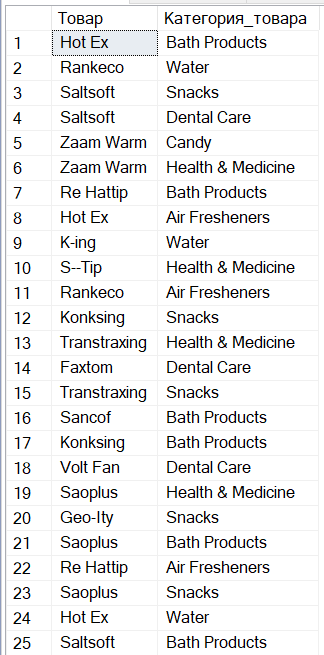 Товар Категория_товара
1 Hot Ex Bath Products
2 Rankeco Water
3 Saltsoft Snacks
4 Saltsoft Dental Care
5 Zaam Warm Candy
6 Zaam Warm Health & Medicine
7 Re Hattip Bath Products
8 Hot Ex Air Fresheners
9 K-ing Water
10 S--Tip Health & Medicine
11 Rankeco Air Fresheners
12 Konksing Snacks
13 Transtraxing Health & Medicine
14 Faxtom Dental Care
15 Transtraxing Snacks
16 Sancof Bath Products
17 Konksing Bath Products
18 Volt Fan Dental Care
19 Saoplus Health & Medicine
20 Geo-Ity Snacks
21 Saoplus Bath Products
22 Re Hattip Air Fresheners
23 Saoplus Snacks
24 Hot Ex Water
25 Saltsoft Bath Products